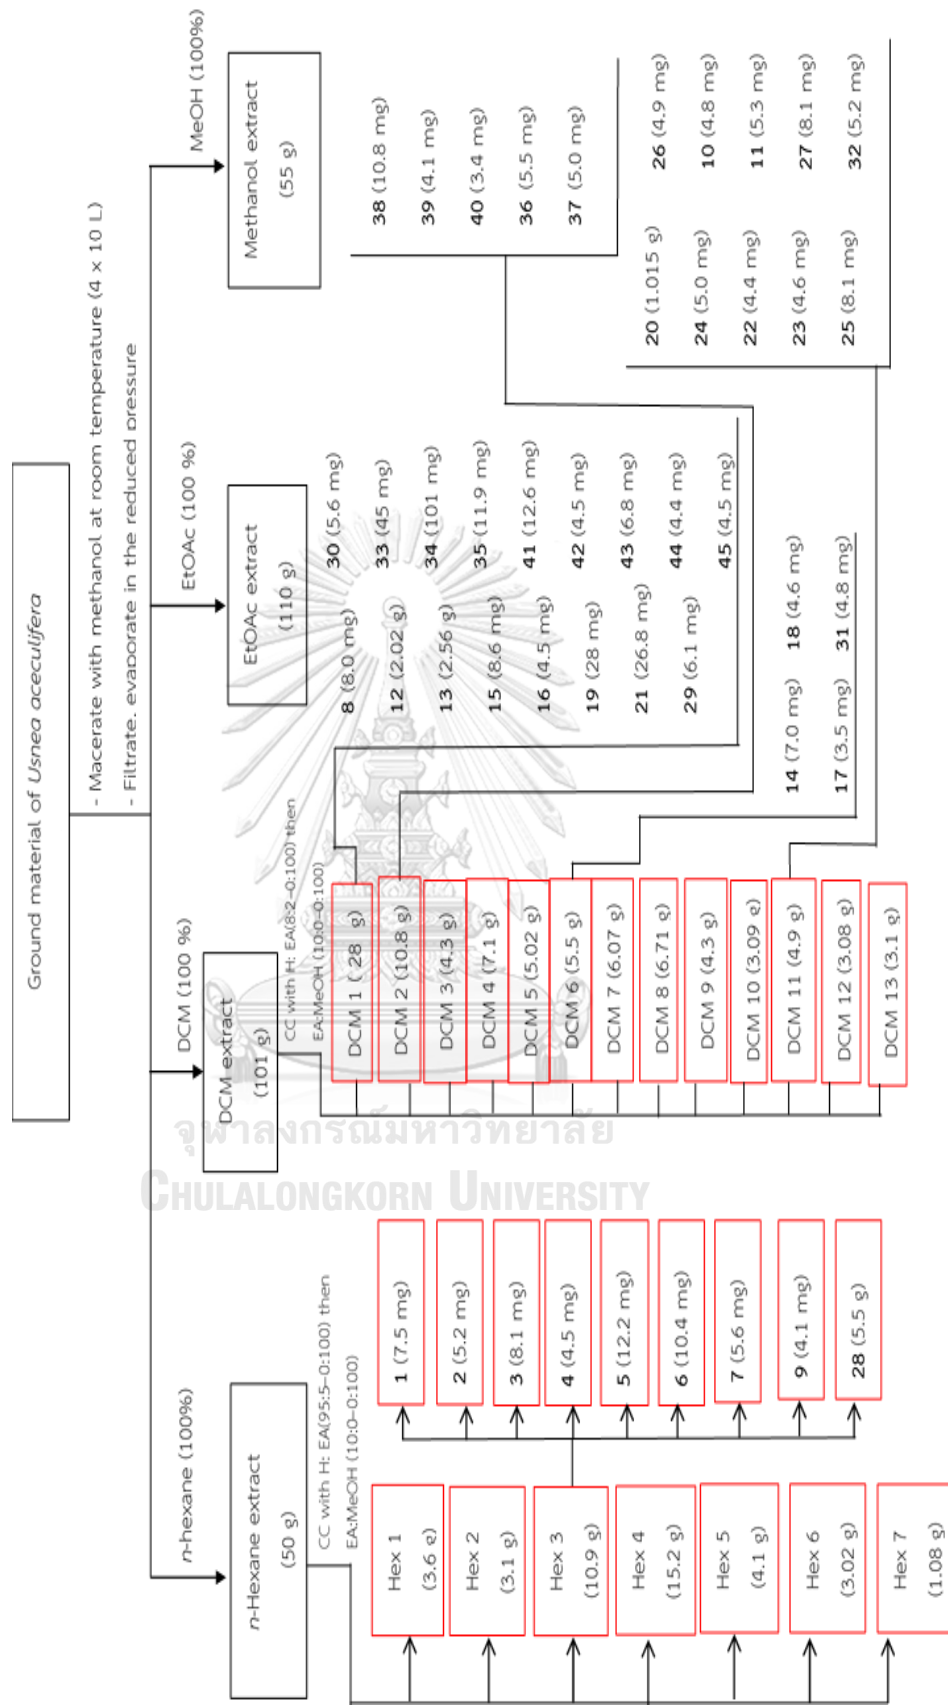 Ground material of Usnea aceculifera
- Macerate with methanol at room temperature (4 × 10 L)
- Filtrate. evaporate in the reduced pressure
n-hexane (100%)
DCM (100 %)
EtOAc (100 %)
MeOH (100%)
n-Hexane extract
(50 g)
DCM extract
(101 g)
EtOAc extract
(110 g)
Methanol extract
(55 g)
CC with H: EA(95:5–0:100) then
EA:MeOH (10:0–0:100)
Hex 1
(3.6 g)
Hex 2
(3.1 g)
Hex 3
(10.9 g)
Hex 4
(15.2 g)
Hex 5
(4.1 g)
Hex 6
(3.02 g)
Hex 7
(1.08 g)
1 (7.5 mg)
2 (5.2 mg)
3 (8.1 mg)
4 (4.5 mg)
5 (12.2 mg)
6 (10.4 mg)
7 (5.6 mg)
9 (4.1 mg)
28 (5.5 g)
CC with H: EA(8:2–0:100) then
EA:MeOH (10:0–0:100)
DCM 1 ( 28 g)
DCM 2 (10.8 g)
DCM 3 (4.3 g)
DCM 4 (7.1 g)
DCM 5 (5.02 g)
DCM 6 (5.5 g)
DCM 7 (6.07 g)
DCM 8 (6.71 g)
DCM 9 (4.3 g)
DCM 10 (3.09 g)
DCM 11 (4.9 g)
DCM 12 (3.08 g)
DCM 13 (3.1 g)
8 (8.0 mg) 30 (5.6 mg)
12 (2.02 g) 33 (45 mg)
13 (2.56 g) 34 (101 mg)
15 (8.6 mg) 35 (11.9 mg)
16 (4.5 mg) 41 (12.6 mg)
19 (28 mg) 42 (4.5 mg)
21 (26.8 mg) 43 (6.8 mg)
29 (6.1 mg) 44 (4.4 mg)
45 (4.5 mg)
14 (7.0 mg) 18 (4.6 mg)
17 (3.5 mg) 31 (4.8 mg)
38 (10.8 mg)
39 (4.1 mg)
40 (3.4 mg)
36 (5.5 mg)
37 (5.0 mg)
20 (1.015 g) 26 (4.9 mg)
24 (5.0 mg) 10 (4.8 mg)
22 (4.4 mg) 11 (5.3 mg)
23 (4.6 mg) 27 (8.1 mg)
25 (8.1 mg) 32 (5.2 mg)
จุฬาลงกรณ์มหาวิทยาลัย
CHULALONGKORN UNIVERSITY